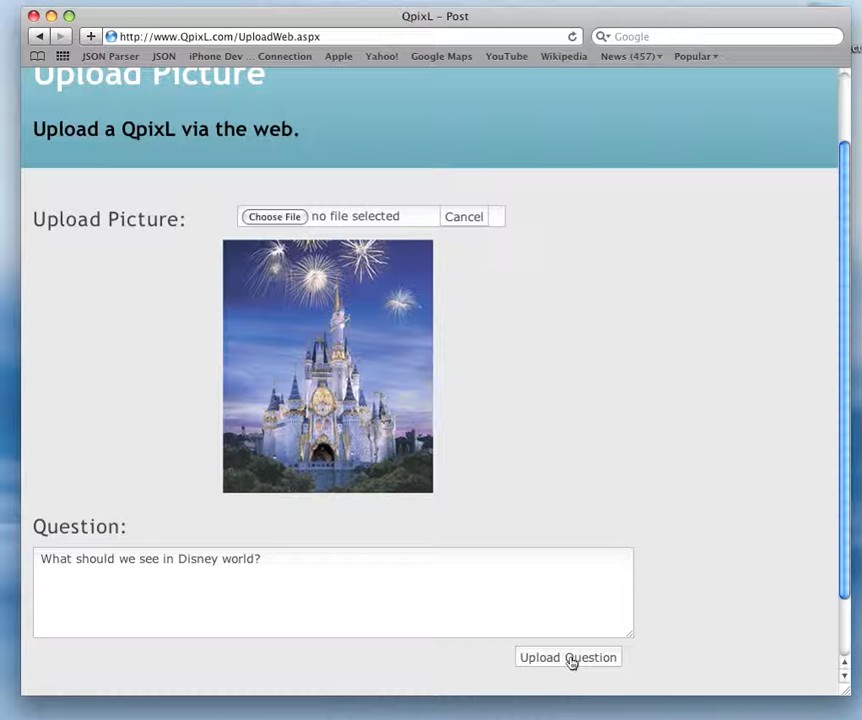 QpixL – Post
http://www.QpixL.com/UploadWeb.aspx
Google
JSON Parser JSON iPhone Dev ... Connection Apple Yahoo! Google Maps YouTube Wikipedia News (457) Popular
Upload Picture
Upload a QpixL via the web.
Upload Picture: Choose File no file selected Cancel
Question:
What should we see in Disney world?
Upload Question